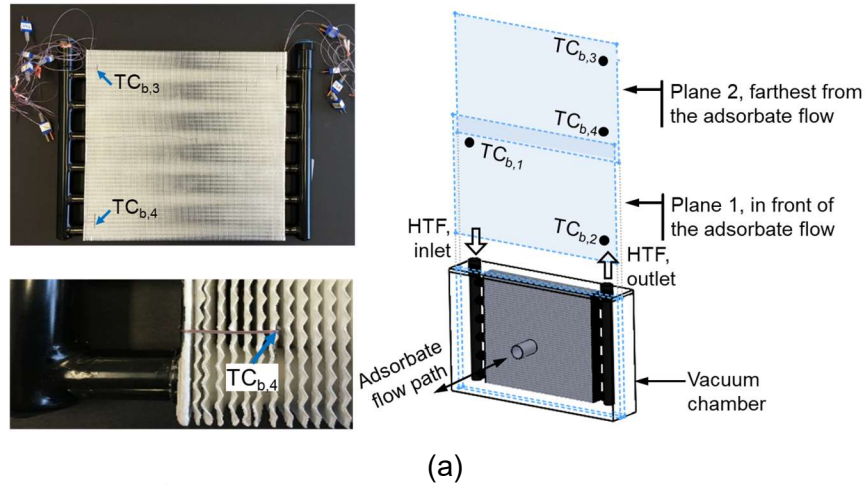 TCb,3
TCb,4
TCb,4
TCb,3
TCb,4
TCb,1
TCb,2
Plane 2, farthest from
the adsorbate flow
Plane 1, in front of
the adsorbate flow
HTF,
inlet
HTF,
outlet
Adsorbate
flow path
Vacuum
chamber
(a)